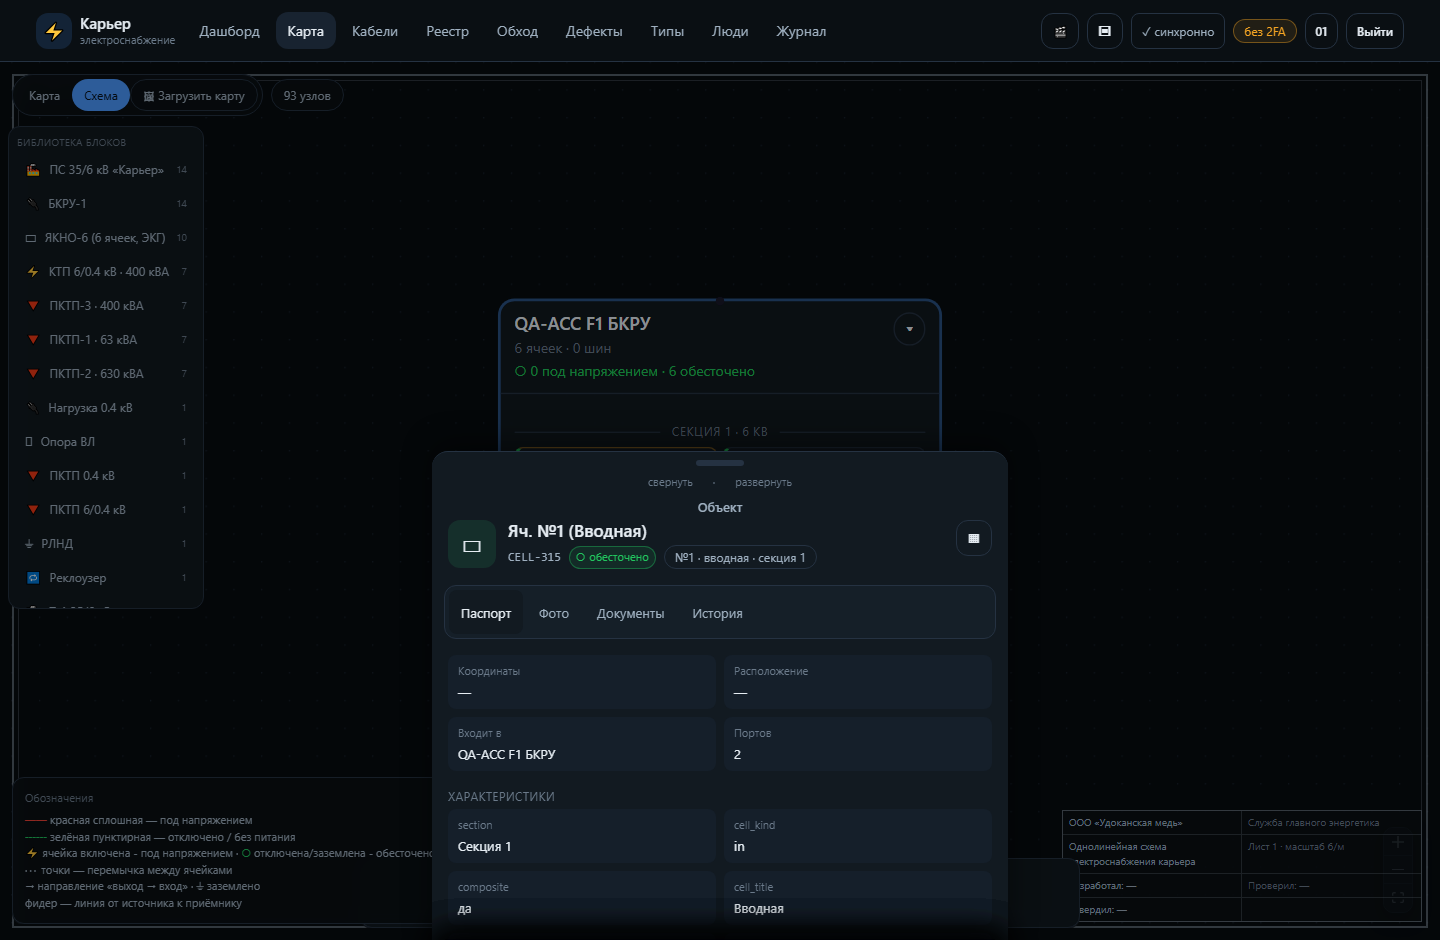 Карьер
электроснабжение
Дашборд
Карта
Кабели
Реестр
Обход
Дефекты
Типы
Люди
Журнал
✓ синхронно
без 2FA
01
Выйти
Карта
Схема
Загрузить карту
93 узлов
БИБЛИОТЕКА БЛОКОВ
ПС 35/6 кВ «Карьер» 14
БКРУ-1 14
ЯКНО-6 (6 ячеек, ЭКГ) 10
КТП 6/0.4 кВ · 400 кВА 7
ПКТП-3 · 400 кВА 7
ПКТП-1 · 63 кВА 7
ПКТП-2 · 630 кВА 7
Нагрузка 0.4 кВ 1
Опора ВЛ 1
ПКТП 0.4 кВ 1
ПКТП 6/0.4 кВ 1
РЛНД 1
Реклоузер 1
QA-ACC F1 БКРУ
6 ячеек · 0 шин
0 под напряжением · 6 обесточено
СЕКЦИЯ 1 · 6 КВ
свернуть · развернуть
Объект
Яч. №1 (Вводная)
CELL-315
обесточено
№1 · вводная · секция 1
Паспорт
Фото
Документы
История
Координаты
—
Расположение
—
Входит в
QA-ACC F1 БКРУ
Портов
2
ХАРАКТЕРИСТИКИ
section
Секция 1
cell_kind
in
composite
да
cell_title
Вводная
Обозначения
красная сплошная — под напряжением
зелёная пунктирная — отключено / без питания
ячейка включена - под напряжением · отключена/заземлена - обесточено
точки — перемычка между ячейками
→ направление «выход → вход» · заземлено
фидер — линия от источника к приёмнику
ООО «Удоканская медь»
Служба главного энергетика
Однолинейная схема
электроснабжения карьера
Лист 1 · масштаб б/м
зработал: —
Проверил: —
вердил: —